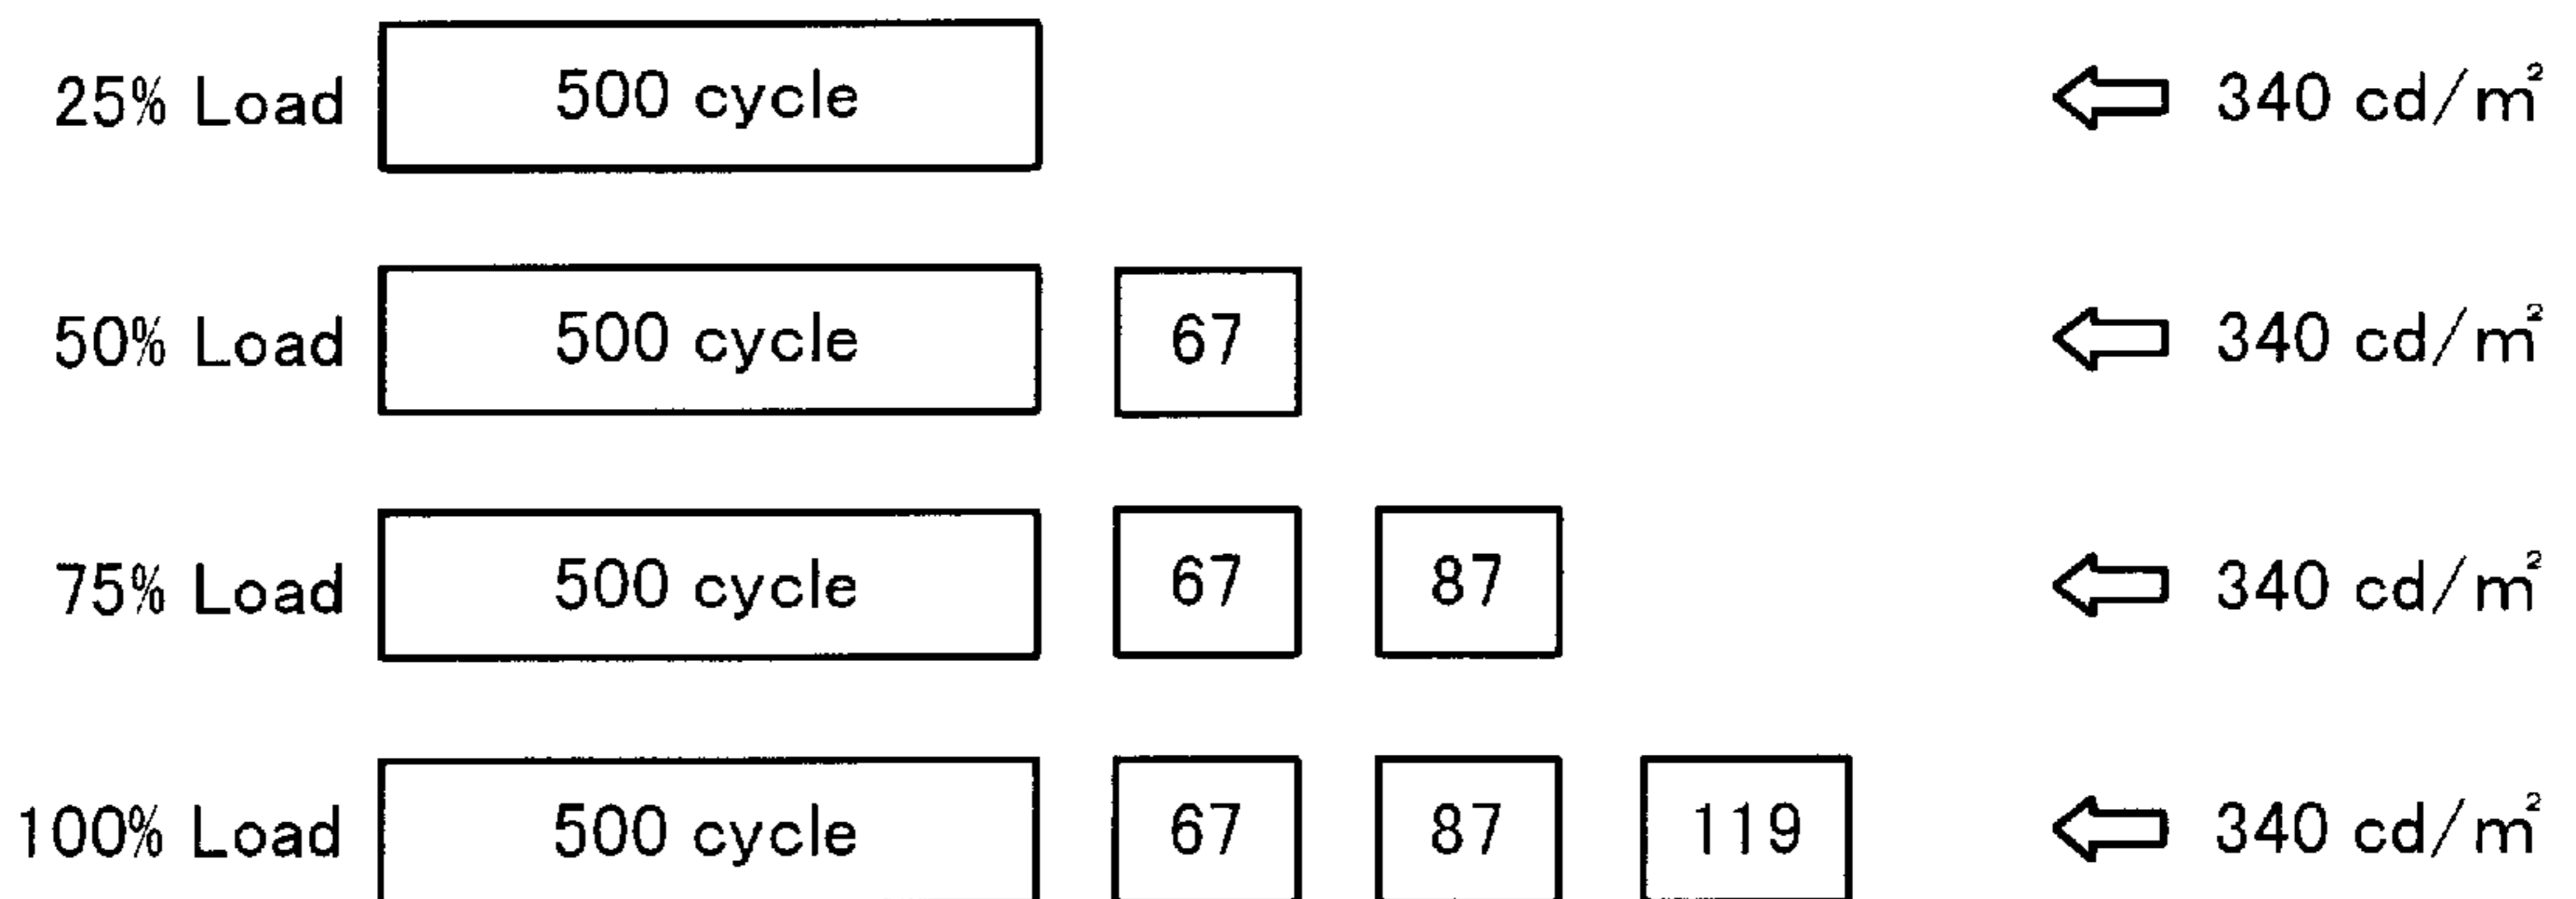 25% Load 500 cycle 340 cd/m²
50% Load 500 cycle 67 340 cd/m²
75% Load 500 cycle 67 87 340 cd/m²
100% Load 500 cycle 67 87 119 340 cd/m²